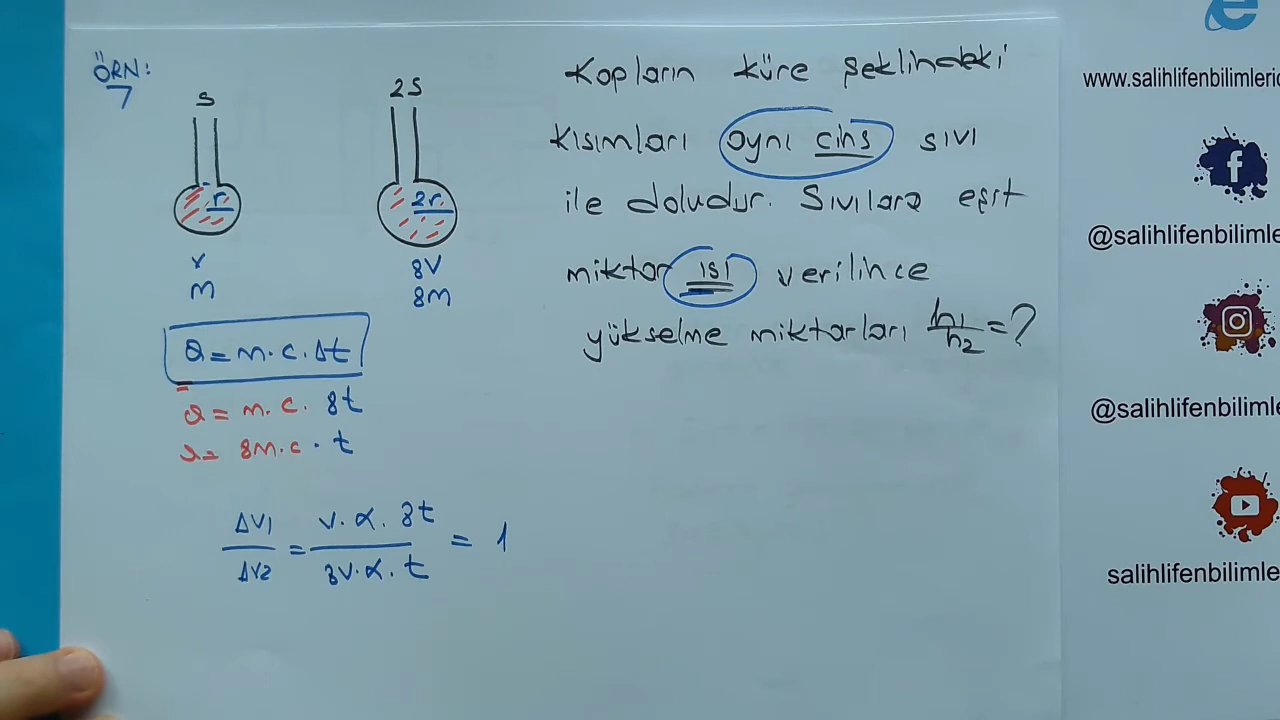 ÖRN:
7
S
2S
r
2r
V
m
8V
8m
Q = m. c. Δt
Q = m. c. 8t
Q = 8m.c. t
ΔV1 / ΔV2 = V. α. 8t / 8V. α. t = 1
Kapların küre şeklindeki
kısımları aynı cins sıvı
ile doludur. Sıvılara eşit
miktar ısı verilince
yükselme miktarları h1/h2 = ?
www.salihlifenbilimleric
@salihlifenbilimle
@salihlifenbilimle
salihlifenbilimle